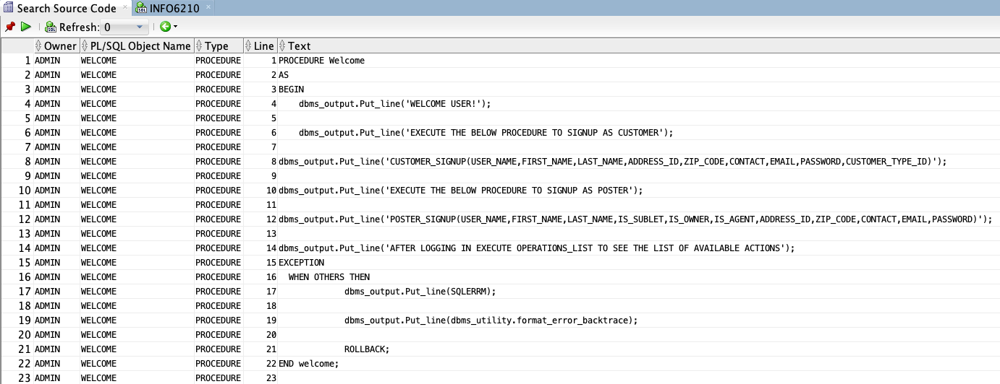 Search Source Code INFO6210
Refresh: 0
Owner PL/SQL Object Name Type Line Text
1 ADMIN WELCOME PROCEDURE 1 PROCEDURE Welcome
2 ADMIN WELCOME PROCEDURE 2 AS
3 ADMIN WELCOME PROCEDURE 3 BEGIN
4 ADMIN WELCOME PROCEDURE 4 dbms_output.Put_line('WELCOME USER!');
5 ADMIN WELCOME PROCEDURE 5
6 ADMIN WELCOME PROCEDURE 6 dbms_output.Put_line('EXECUTE THE BELOW PROCEDURE TO SIGNUP AS CUSTOMER');
7 ADMIN WELCOME PROCEDURE 7
8 ADMIN WELCOME PROCEDURE 8 dbms_output.Put_line('CUSTOMER_SIGNUP(USER_NAME,FIRST_NAME,LAST_NAME,ADDRESS_ID,ZIP_CODE,CONTACT,EMAIL,PASSWORD,CUSTOMER_TYPE_ID)');
9 ADMIN WELCOME PROCEDURE 9
10 ADMIN WELCOME PROCEDURE 10 dbms_output.Put_line('EXECUTE THE BELOW PROCEDURE TO SIGNUP AS POSTER');
11 ADMIN WELCOME PROCEDURE 11
12 ADMIN WELCOME PROCEDURE 12 dbms_output.Put_line('POSTER_SIGNUP(USER_NAME,FIRST_NAME,LAST_NAME,IS_SUBLET,IS_OWNER,IS_AGENT,ADDRESS_ID,ZIP_CODE,CONTACT,EMAIL,PASSWORD)');
13 ADMIN WELCOME PROCEDURE 13
14 ADMIN WELCOME PROCEDURE 14 dbms_output.Put_line('AFTER LOGGING IN EXECUTE OPERATIONS_LIST TO SEE THE LIST OF AVAILABLE ACTIONS');
15 ADMIN WELCOME PROCEDURE 15 EXCEPTION
16 ADMIN WELCOME PROCEDURE 16 WHEN OTHERS THEN
17 ADMIN WELCOME PROCEDURE 17 dbms_output.Put_line(SQLERRM);
18 ADMIN WELCOME PROCEDURE 18
19 ADMIN WELCOME PROCEDURE 19 dbms_output.Put_line(dbms_utility.format_error_backtrace);
20 ADMIN WELCOME PROCEDURE 20
21 ADMIN WELCOME PROCEDURE 21 ROLLBACK;
22 ADMIN WELCOME PROCEDURE 22 END welcome;
23 ADMIN WELCOME PROCEDURE 23